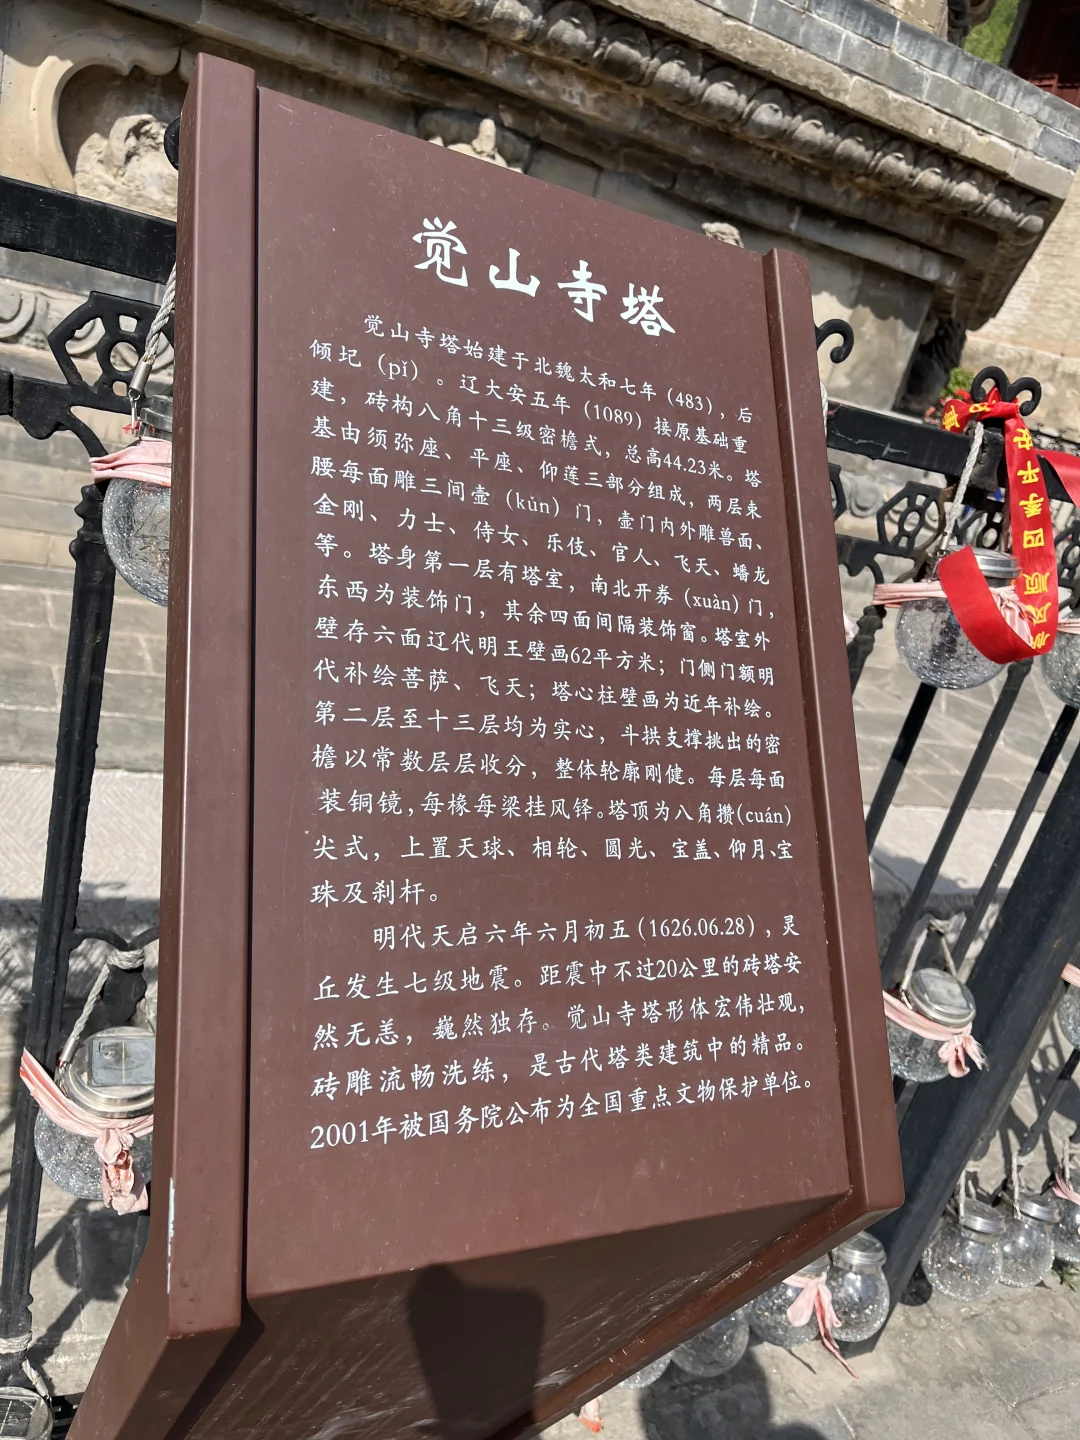 觉山寺塔
觉山寺塔始建于北魏太和七年（483），后
倾圮（pǐ）。辽大安五年（1089）接原基础重
建，砖构八角十三级密檐式，总高44.23米。塔
基由须弥座、平座、仰莲三部分组成，两层束
腰每面雕三间壸（kǔn）门，壸门内外雕兽面、
金刚、力士、侍女、乐伎、官人、飞天、蟠龙
等。塔身第一层有塔室，南北开券（xuàn）门，
东西为装饰门，其余四面间隔装饰窗。塔室外
壁存六面辽代明王壁画62平方米；门侧门额明
代补绘菩萨、飞天；塔心柱壁画为近年补绘。
第二层至十三层均为实心，斗拱支撑挑出的密
檐以常数层层收分，整体轮廓刚健。每层每面
装铜镜，每椽每梁挂风铎。塔顶为八角攒(cuán)
尖式，上置天球、相轮、圆光、宝盖、仰月、宝
珠及刹杆。
明代天启六年六月初五（1626.06.28），灵
丘发生七级地震。距震中不过20公里的砖塔安
然无恙，巍然独存。觉山寺塔形体宏伟壮观，
砖雕流畅洗练，是古代塔类建筑中的精品。
2001年被国务院公布为全国重点文物保护单位。
安平季四 顺风